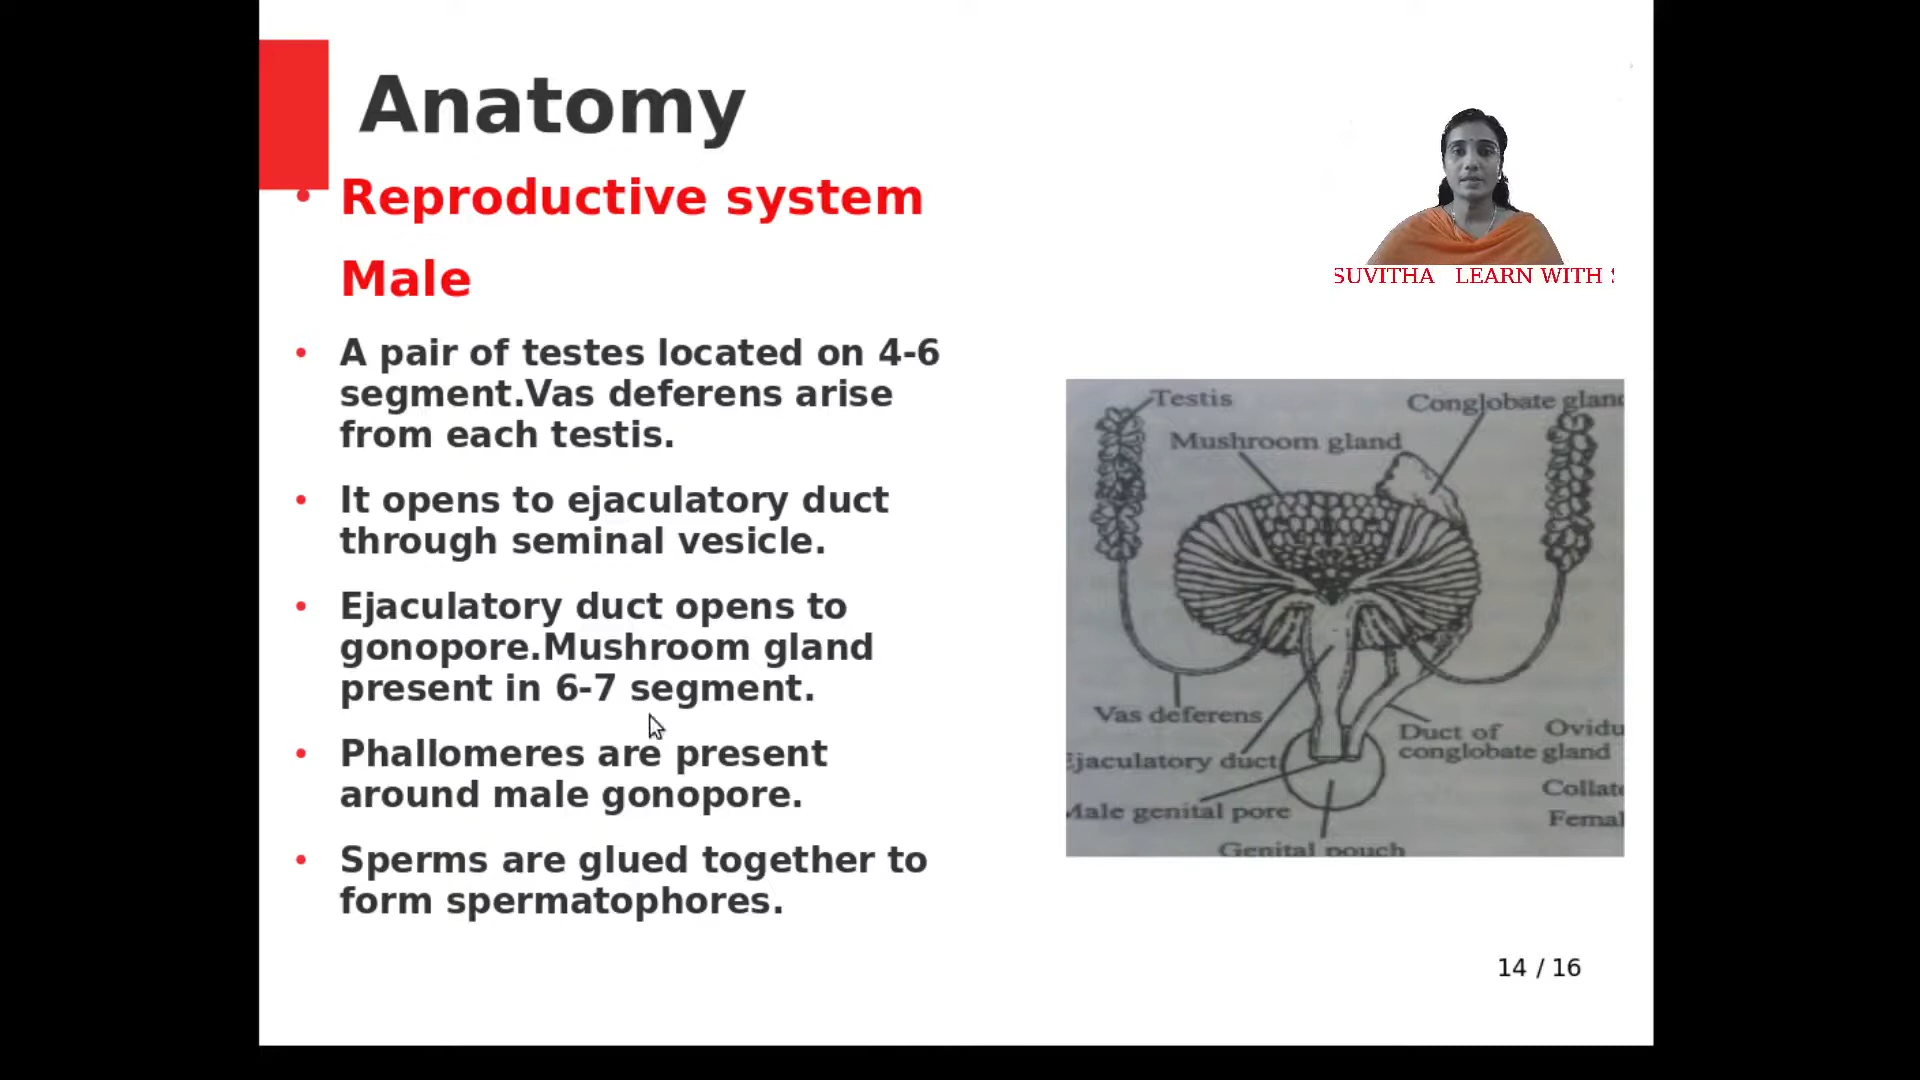 Anatomy
• Reproductive system
Male
• A pair of testes located on 4-6
segment.Vas deferens arise
from each testis.
• It opens to ejaculatory duct
through seminal vesicle.
• Ejaculatory duct opens to
gonopore.Mushroom gland
present in 6-7 segment.
• Phallomeres are present
around male gonopore.
• Sperms are glued together to
form spermatophores.
SUVITHA LEARN WITH
Testis
Conglobate gland
Mushroom gland
Vas deferens
Duct of
conglobate gland
Ovidu
Ejaculatory duct
Collat
Male genital pore
Femal
Genital pouch
14 / 16